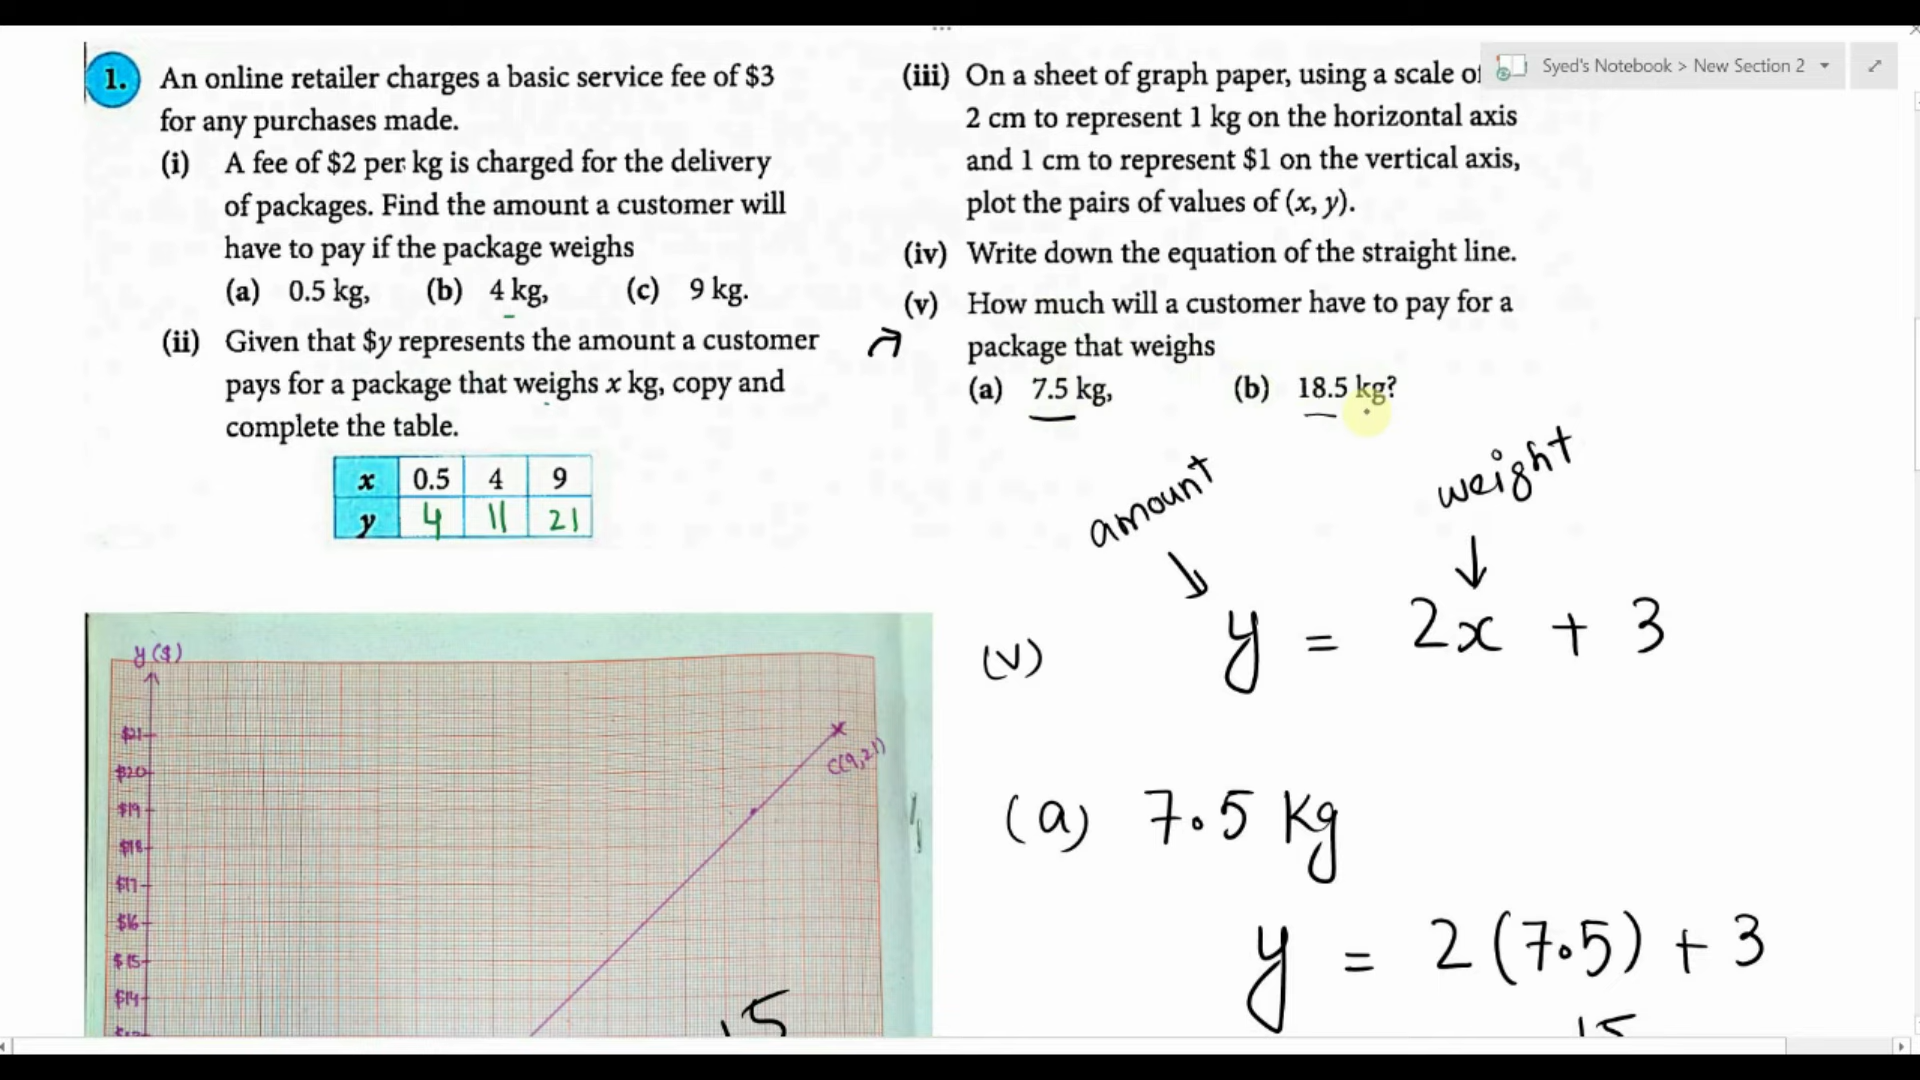 1. An online retailer charges a basic service fee of $3
for any purchases made.
(i) A fee of $2 per kg is charged for the delivery
of packages. Find the amount a customer will
have to pay if the package weighs
(a) 0.5 kg, (b) 4 kg, (c) 9 kg.
(ii) Given that $y represents the amount a customer
pays for a package that weighs x kg, copy and
complete the table.
x 0.5 4 9
y 4 11 21
(iii) On a sheet of graph paper, using a scale of
2 cm to represent 1 kg on the horizontal axis
and 1 cm to represent $1 on the vertical axis,
plot the pairs of values of (x, y).
(iv) Write down the equation of the straight line.
(v) How much will a customer have to pay for a
package that weighs
(a) 7.5 kg, (b) 18.5 kg?
Syed's Notebook > New Section 2
amount
weight
(v) y = 2x + 3
(a) 7.5 kg
y = 2(7.5) + 3
15
y ($)
$21
$20
$19
$18
$17
$16
$15
$14
C(9,21)
15